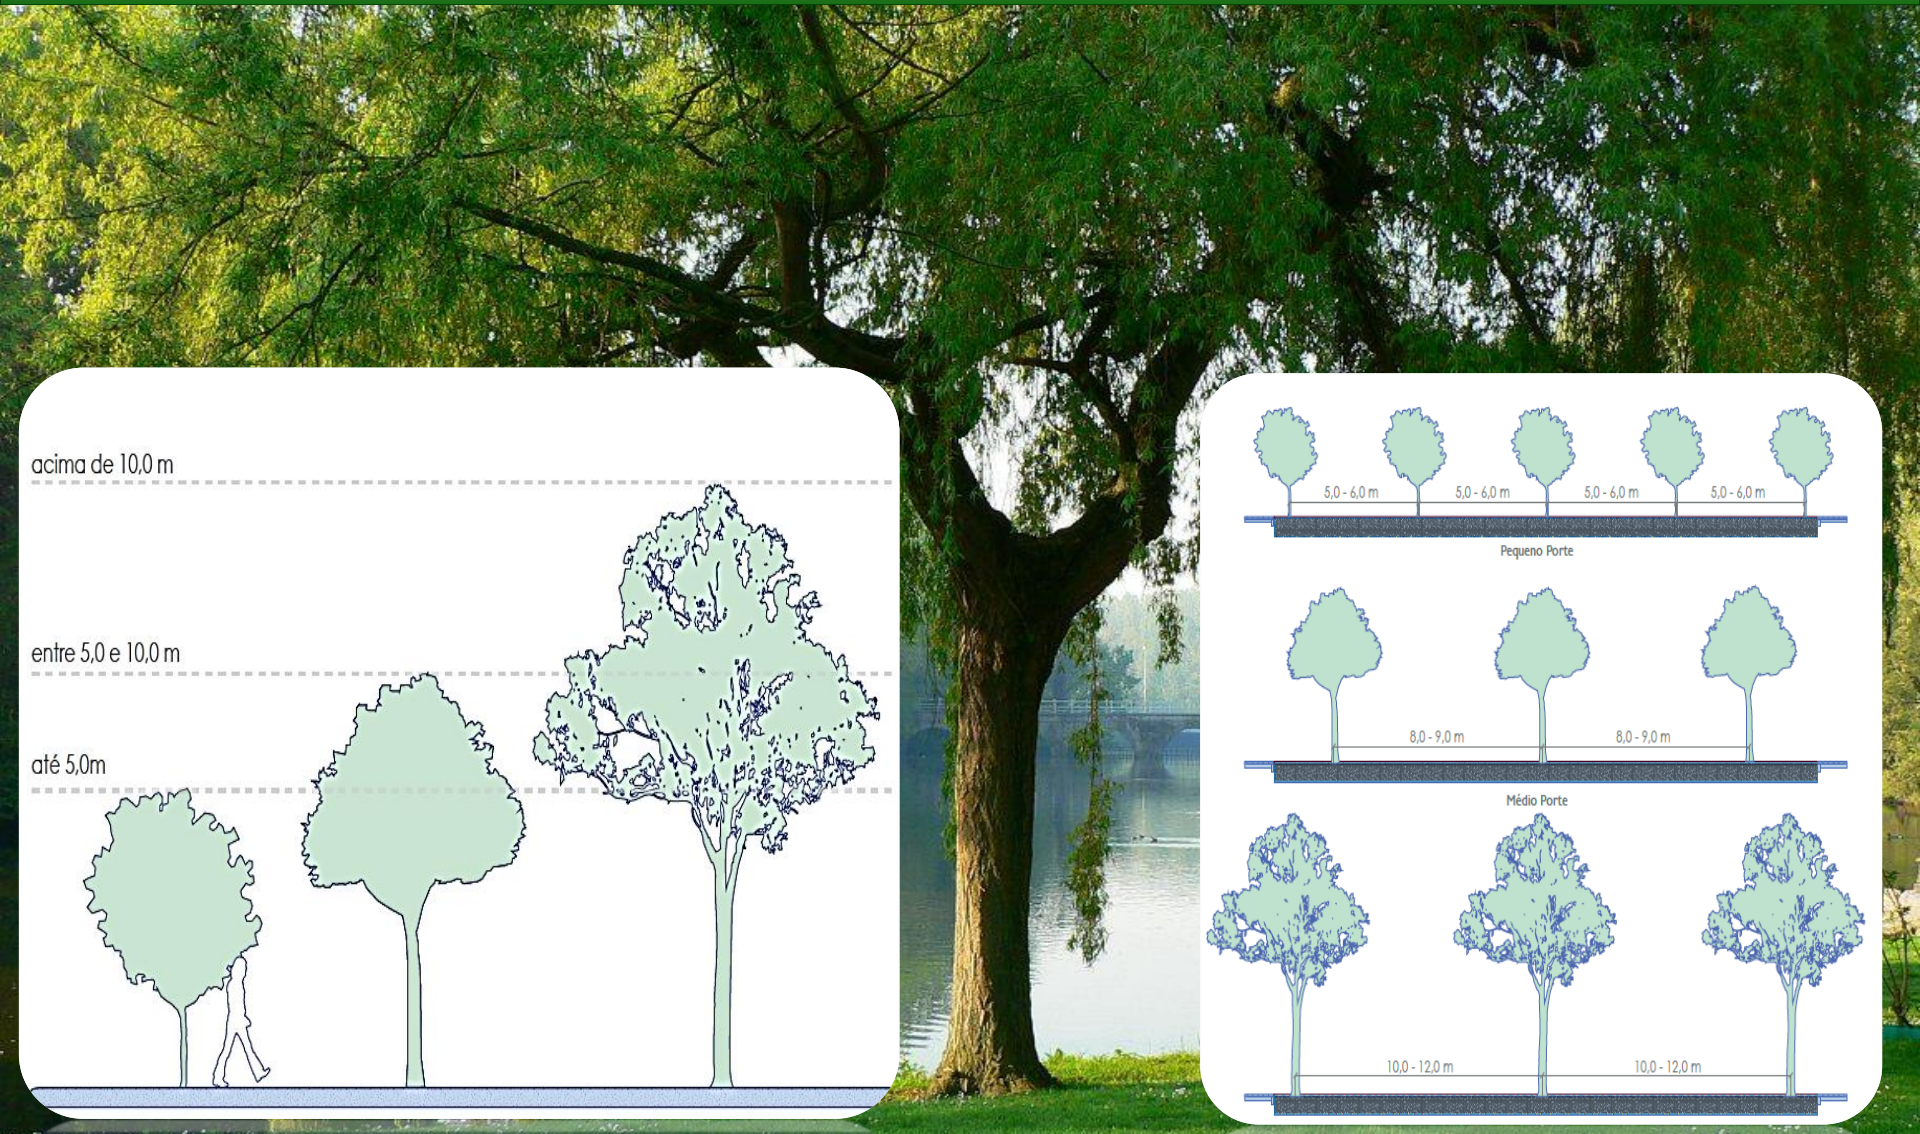 acima de 10,0 m
entre 5,0 e 10,0 m
até 5,0m
5,0 - 6,0 m
5,0 - 6,0 m
5,0 - 6,0 m
5,0 - 6,0 m
Pequeno Porte
8,0 - 9,0 m
8,0 - 9,0 m
Médio Porte
10,0 - 12,0 m
10,0 - 12,0 m